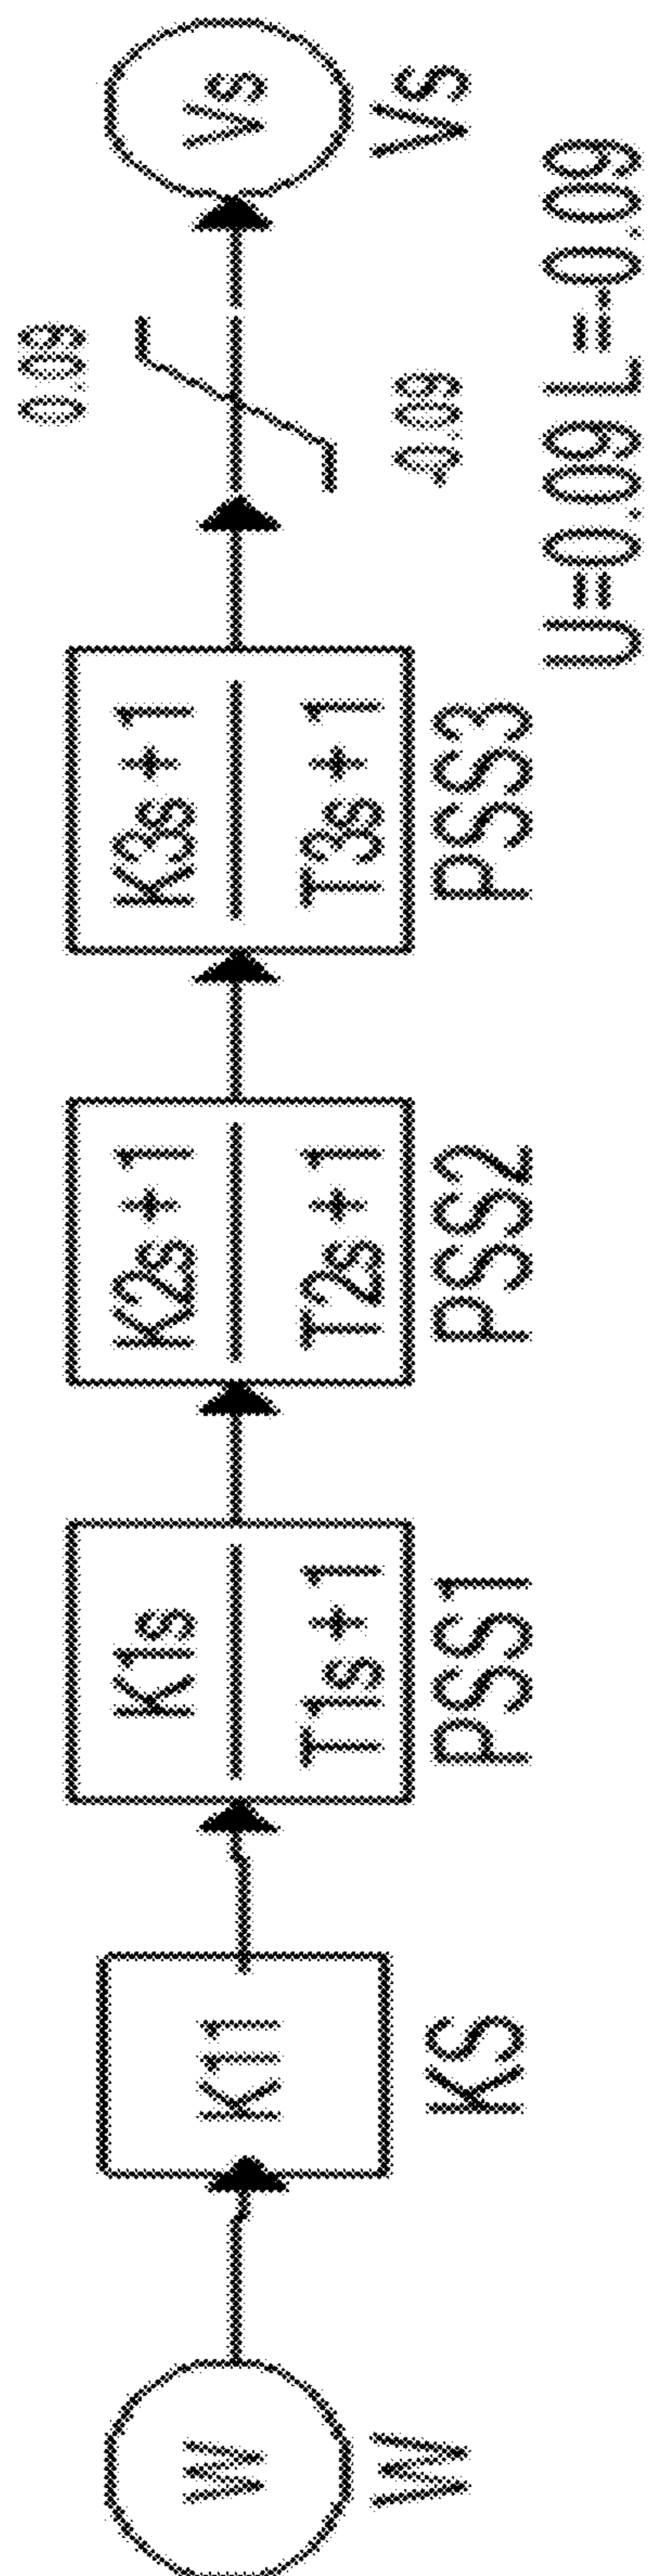 W
W
K11
KS
K1s
T1s+1
PSS1
K2s+1
T2s+1
PSS2
K3s+1
T3s+1
PSS3
0.09
-0.09
U=0.09 L=-0.09
Vs
Vs